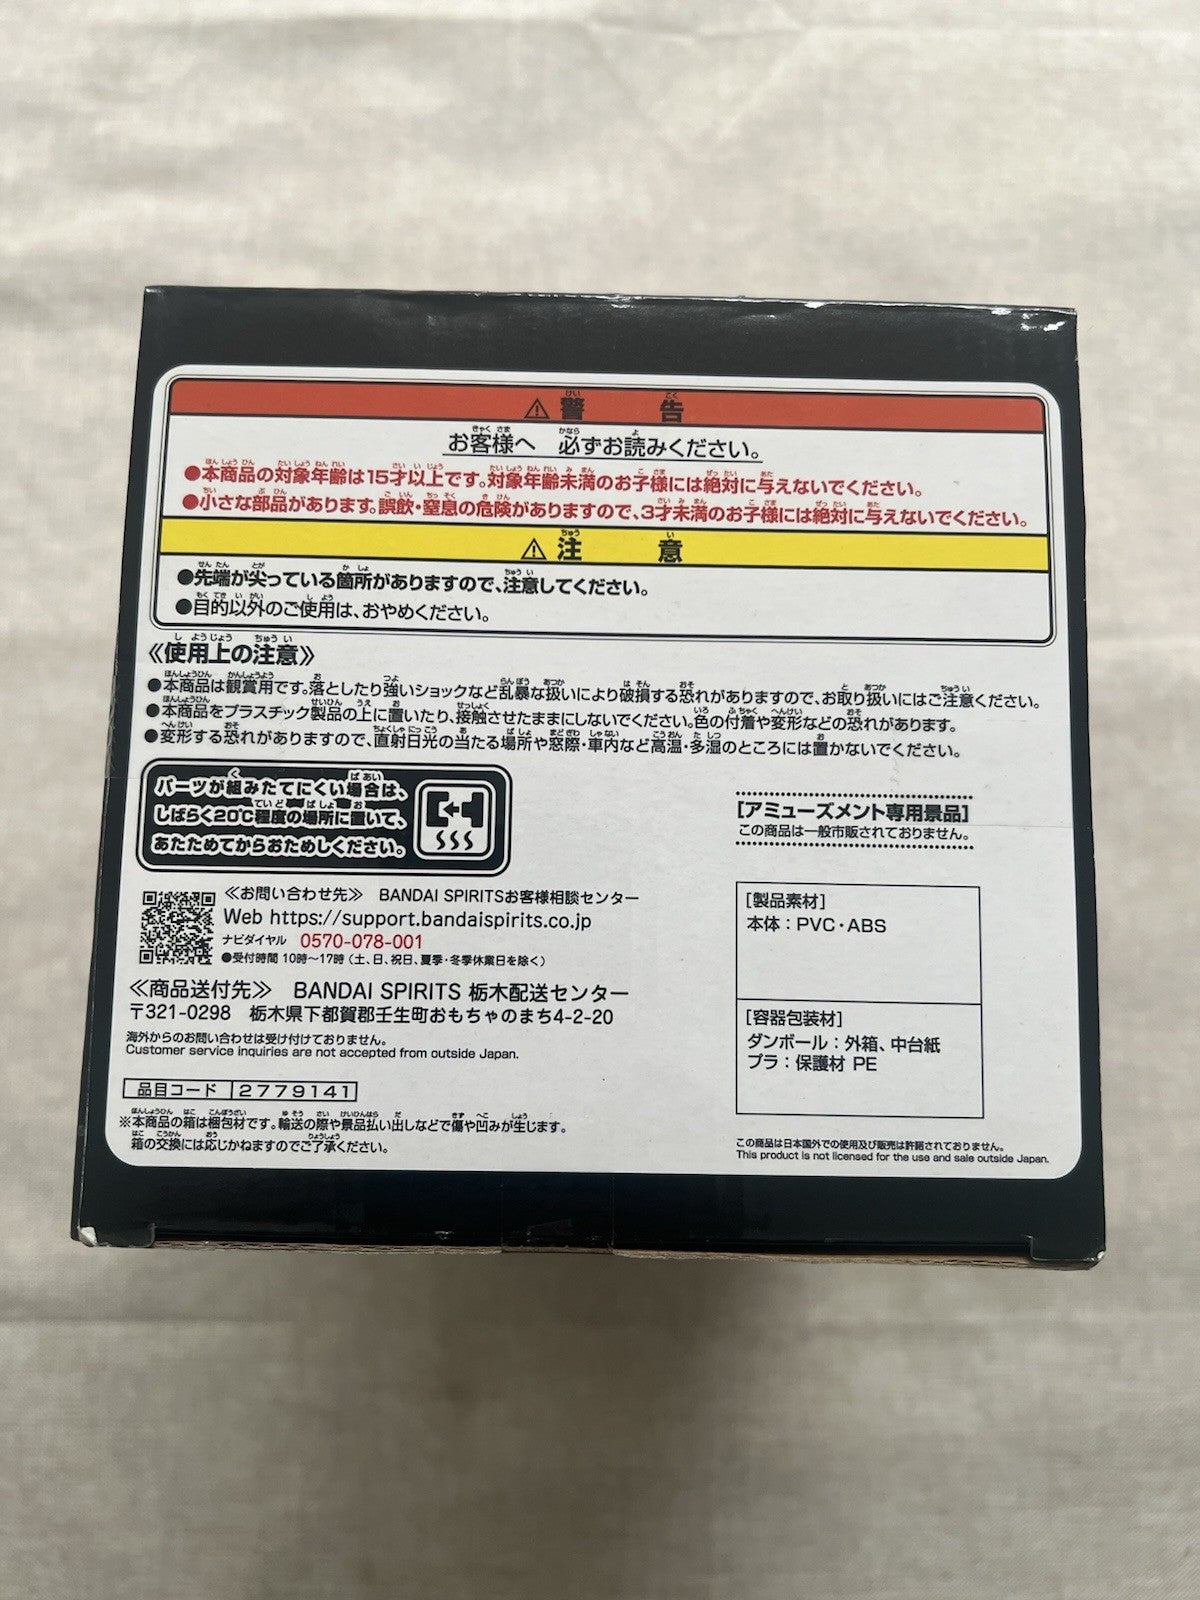 ⚠警告
お客様へ 必ずお読みください。
●本商品の対象年齢は15才以上です。対象年齢未満のお子様には絶対に与えないでください。
●小さな部品があります。誤飲・窒息の危険がありますので、3才未満のお子様には絶対に与えないでください。
⚠注意
●先端が尖っている箇所がありますので、注意してください。
●目的以外のご使用は、おやめください。
《使用上の注意》
●本商品は観賞用です。落としたり強いショックなど乱暴な扱いにより破損する恐れがありますので、お取り扱いにはご注意ください。
●本商品をプラスチック製品の上に置いたり、接触させたままにしないでください。色の付着や変形などの恐れがあります。
●変形する恐れがありますので、直射日光の当たる場所や窓際・車内など高温・多湿のところには置かないでください。
パーツが組みたてにくい場合は、
しばらく20℃程度の場所に置いて、
あたためてからおためしください。
[アミューズメント専用景品]
この商品は一般市販されておりません。
≪お問い合わせ先≫ BANDAI SPIRITSお客様相談センター
Web https://support.bandaispirits.co.jp
ナビダイヤル 0570-078-001
●受付時間 10時〜17時(土、日、祝日、夏季・冬季休業日を除く)
≪商品送付先≫ BANDAI SPIRITS 栃木配送センター
〒321-0298 栃木県下都賀郡壬生町おもちゃのまち4-2-20
海外からのお問い合わせは受け付けておりません。
Customer service inquiries are not accepted from outside Japan.
品目コード 2779141
※本商品の箱は梱包材です。輸送の際や景品払い出しなどで傷や凹みが生じます。
箱の交換には応じかねますのでご了承ください。
[製品素材]
本体：PVC・ABS
[容器包装材]
ダンボール：外箱、中台紙
プラ：保護材 PE
この商品は日本国外での使用及び販売は許諾されておりません。
This product is not licensed for the use and sale outside Japan.